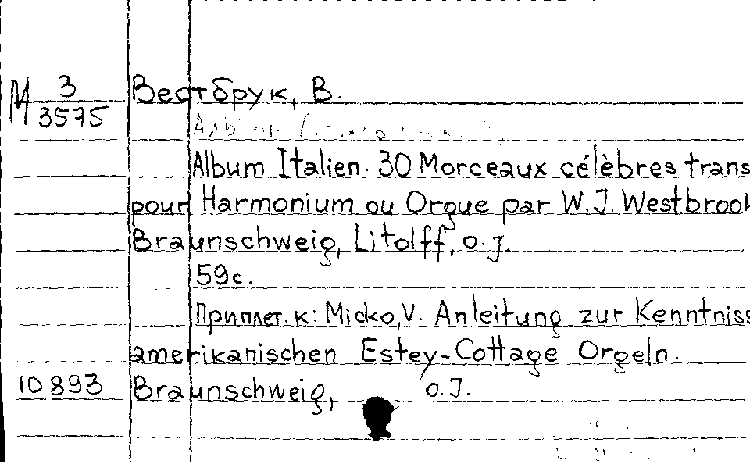 М 3/3575 Вестбрук, В.
Album Italien. 30 Morceaux célèbres trans
pour Harmonium ou Orgue par W. J. Westbrook
Braunschweig, Litolff, o. J.
59 c.
Приплет. к: Micko, V. Anleitung zur Kenntniss
amerikanischen Estey-Cottage Orgeln.
10893 Braunschweig, o. J.